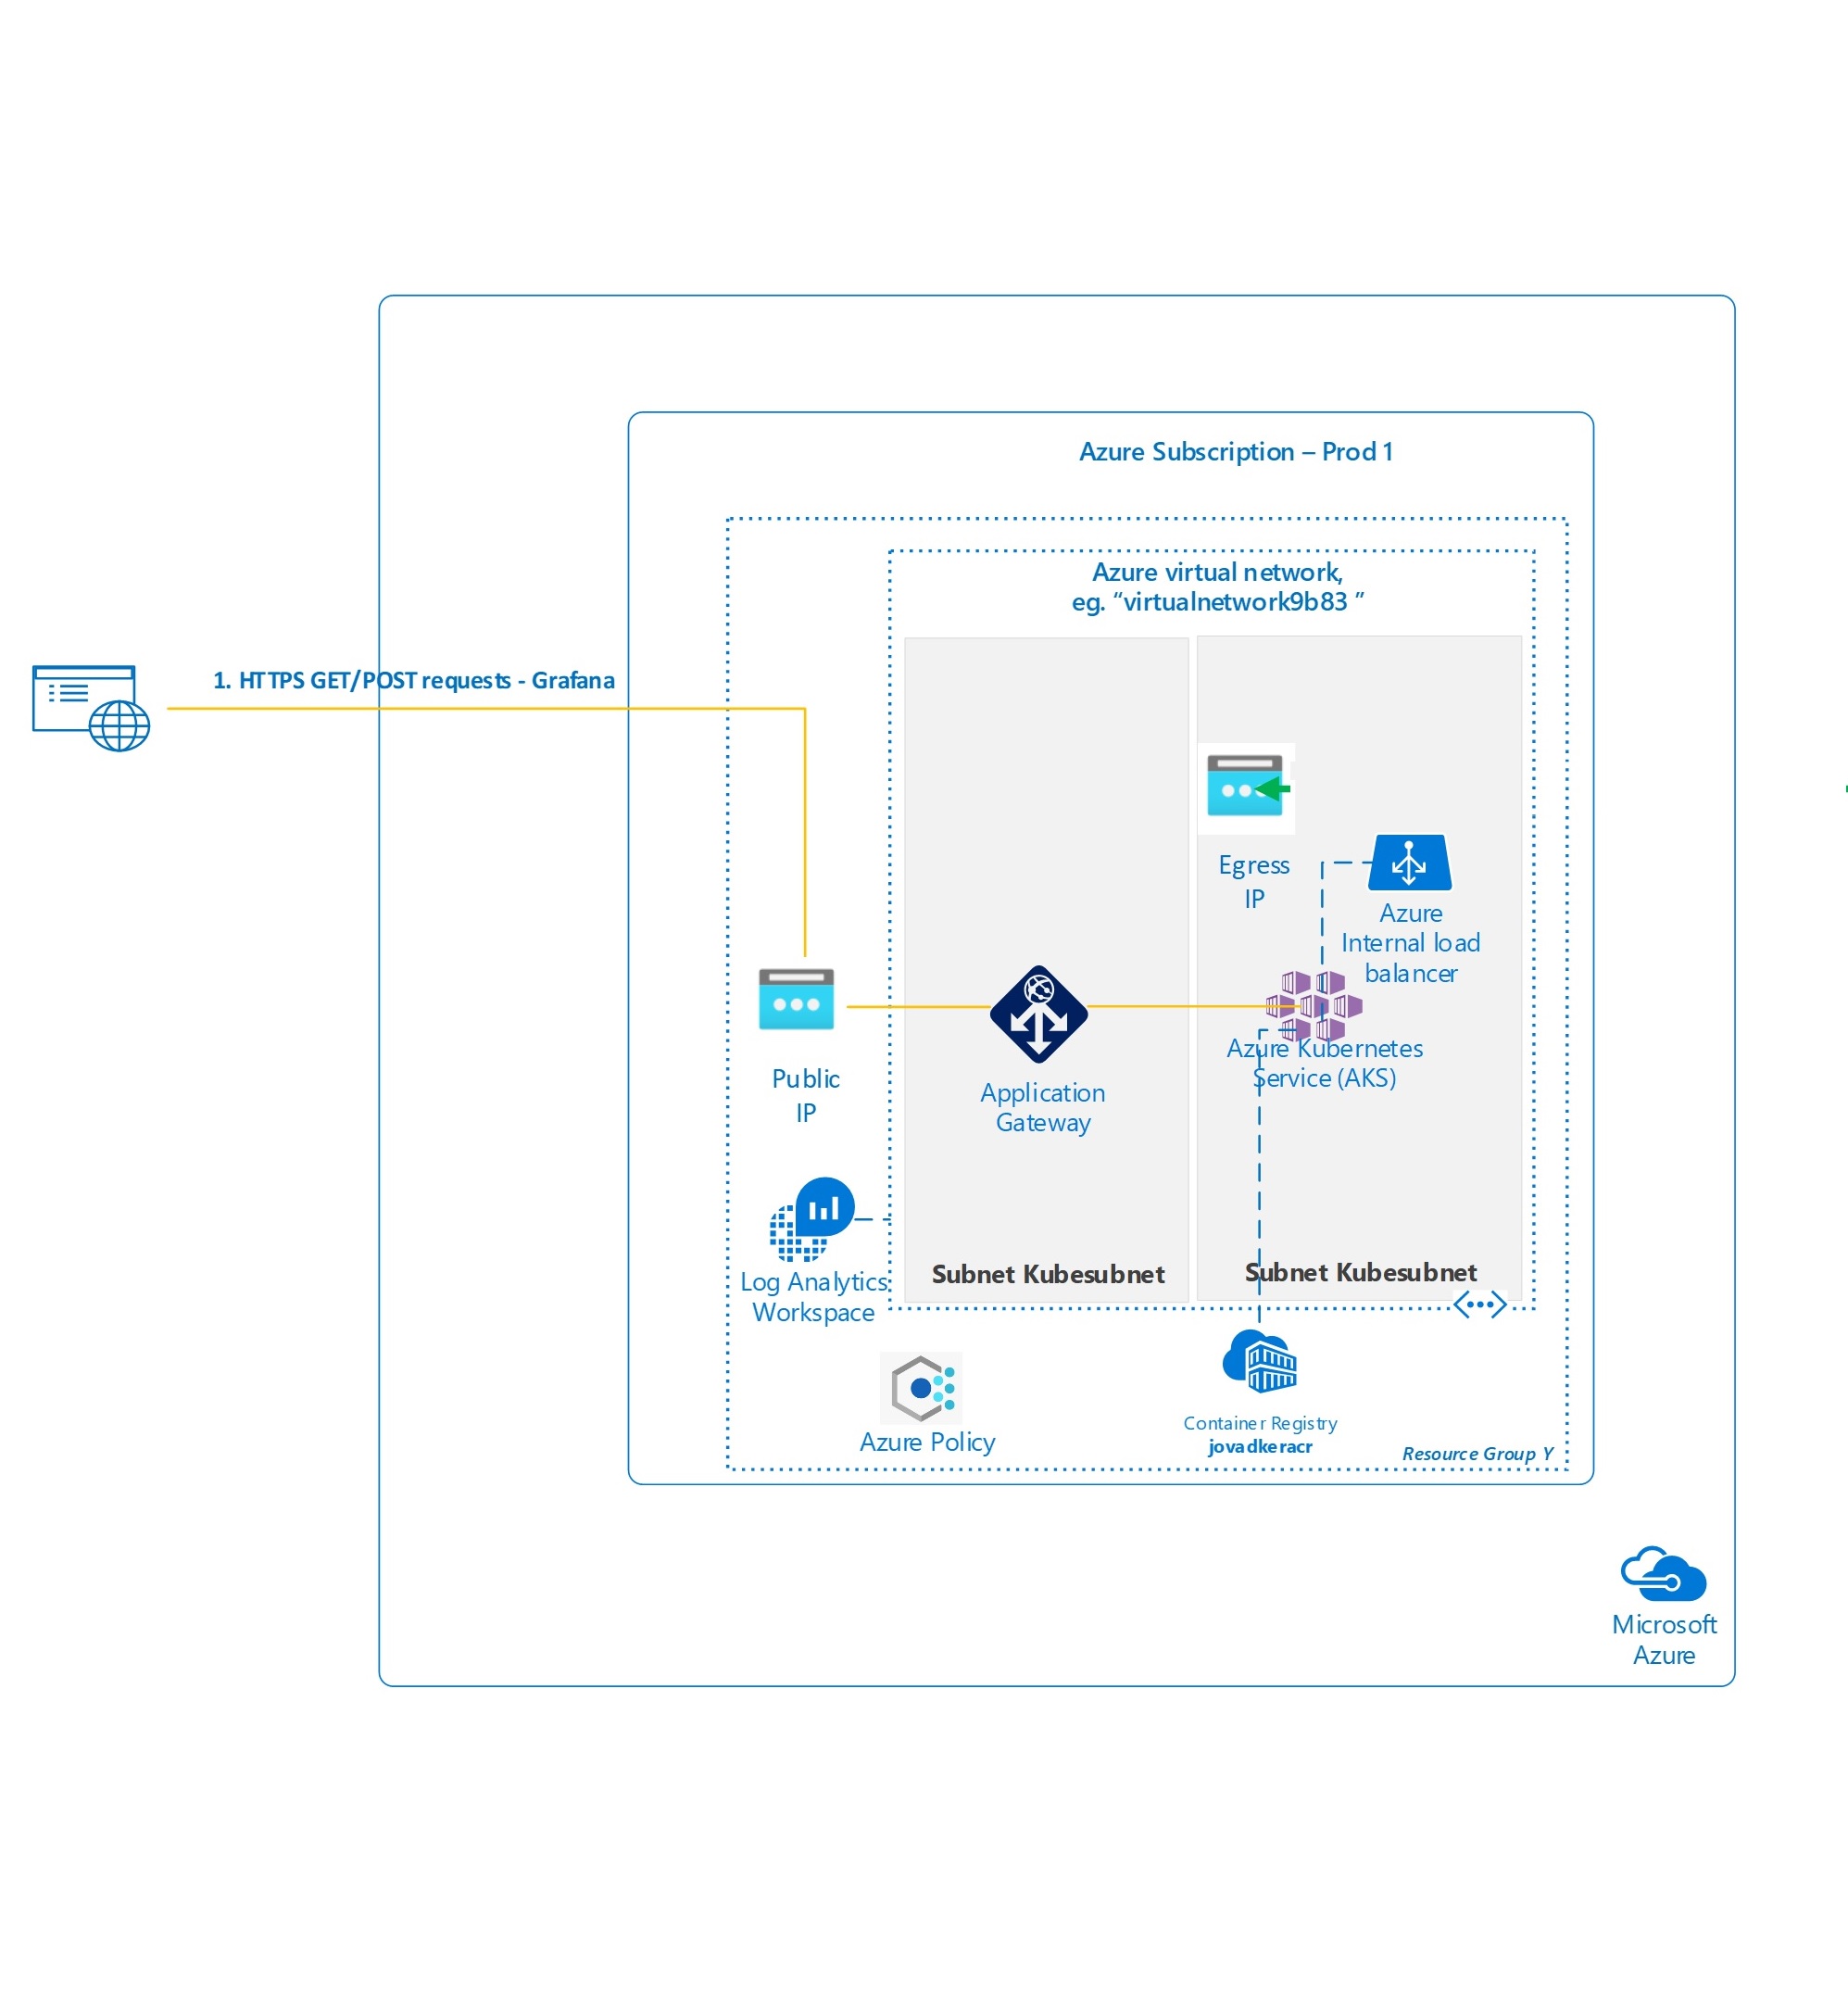 Azure Subscription – Prod 1
Azure virtual network,
eg. “virtualnetwork9b83 ”
1. HTTPS GET/POST requests - Grafana
Egress
IP
Azure
Internal load
balancer
Azure Kubernetes
Service (AKS)
Public
IP
Application
Gateway
Subnet Kubesubnet
Subnet Kubesubnet
Log Analytics
Workspace
Azure Policy
Container Registry
jovadkeracr
Resource Group Y
Microsoft
Azure